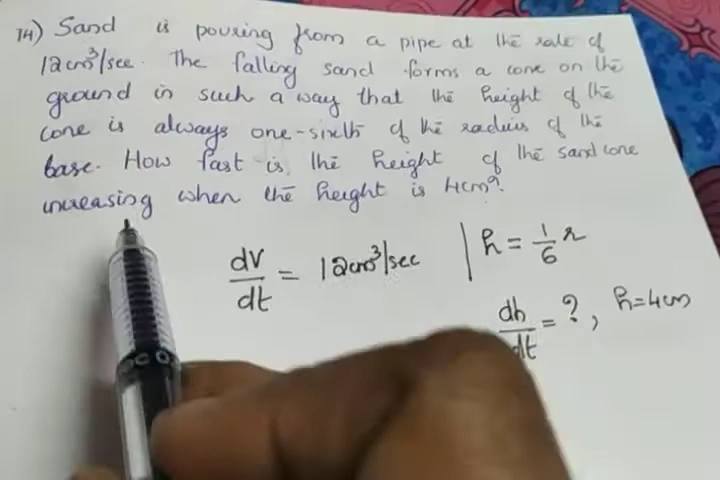 14) Sand is pouring from a pipe at the rate of
12cm³/sec. The falling sand forms a cone on the
ground in such a way that the height of the
cone is always one-sixth of the radius of the
base. How fast is the height of the sand cone
increasing when the height is 4cm?
dV/dt = 12cm³/sec | h = 1/6 r
dh/dt = ?, h=4cm